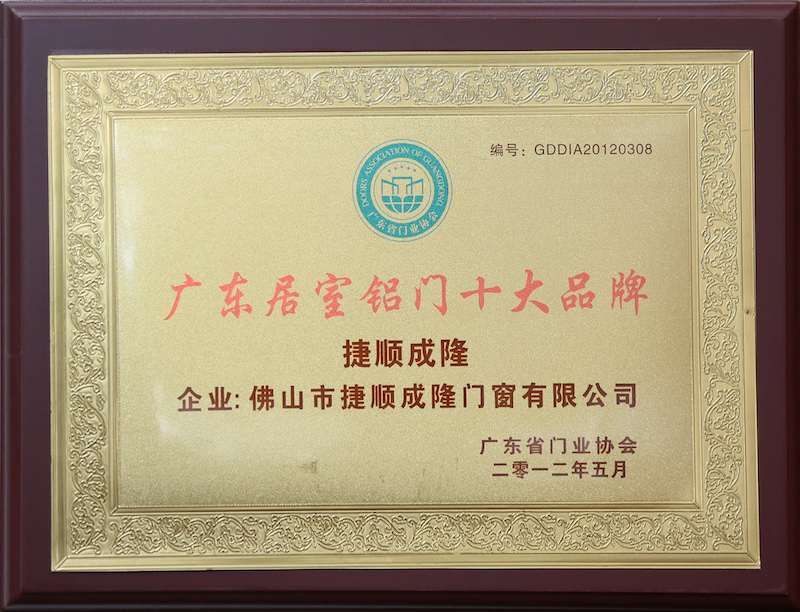 编号：GDDIA20120308
DOORS ASSOCIATION OF GUANGDONG
广东省门业协会
广东居室铝门十大品牌
捷顺成隆
企业：佛山市捷顺成隆门窗有限公司
广东省门业协会
二零一二年五月